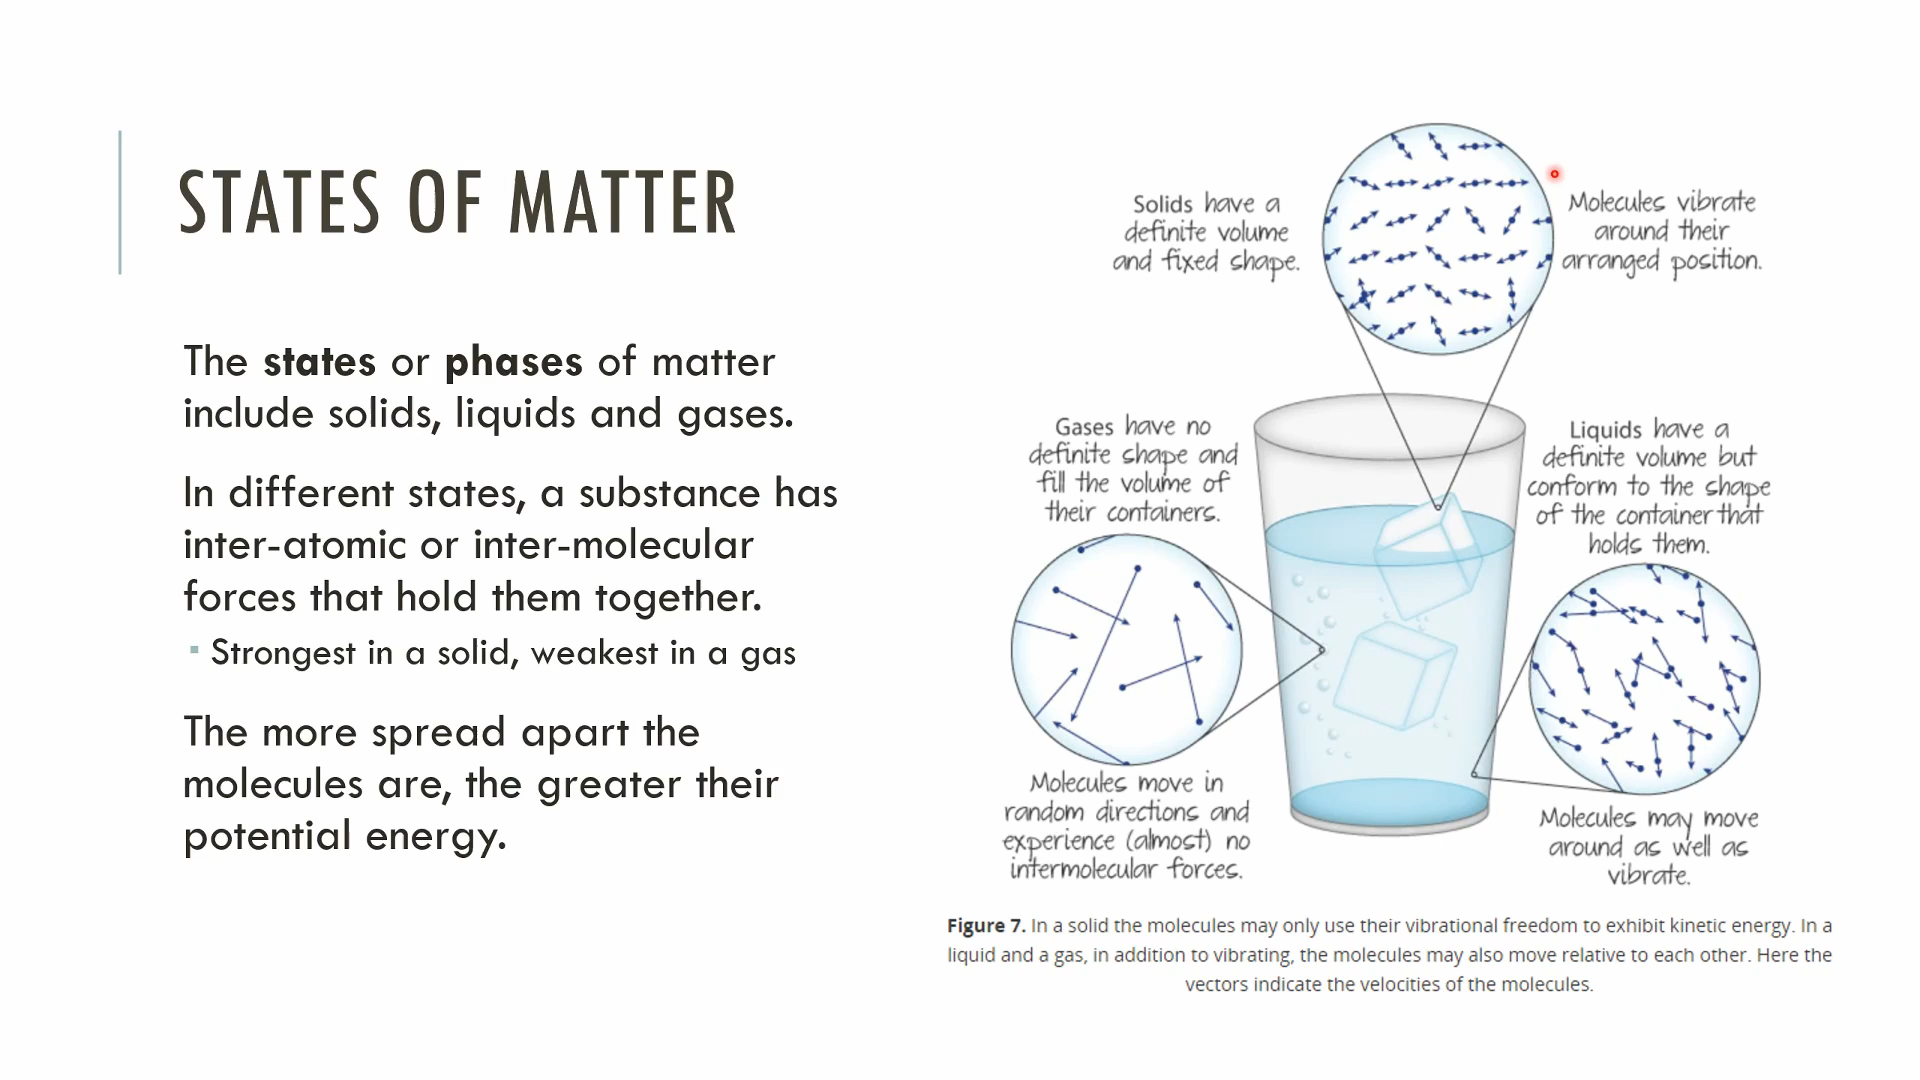 STATES OF MATTER
The states or phases of matter
include solids, liquids and gases.
In different states, a substance has
inter-atomic or inter-molecular
forces that hold them together.
Strongest in a solid, weakest in a gas
The more spread apart the
molecules are, the greater their
potential energy.
Solids have a
definite volume
and fixed shape.
Molecules vibrate
around their
arranged position.
Gases have no
definite shape and
fill the volume of
their containers.
Liquids have a
definite volume but
conform to the shape
of the container that
holds them.
Molecules move in
random directions and
experience (almost) no
intermolecular forces.
Molecules may move
around as well as
vibrate.
Figure 7. In a solid the molecules may only use their vibrational freedom to exhibit kinetic energy. In a
liquid and a gas, in addition to vibrating, the molecules may also move relative to each other. Here the
vectors indicate the velocities of the molecules.